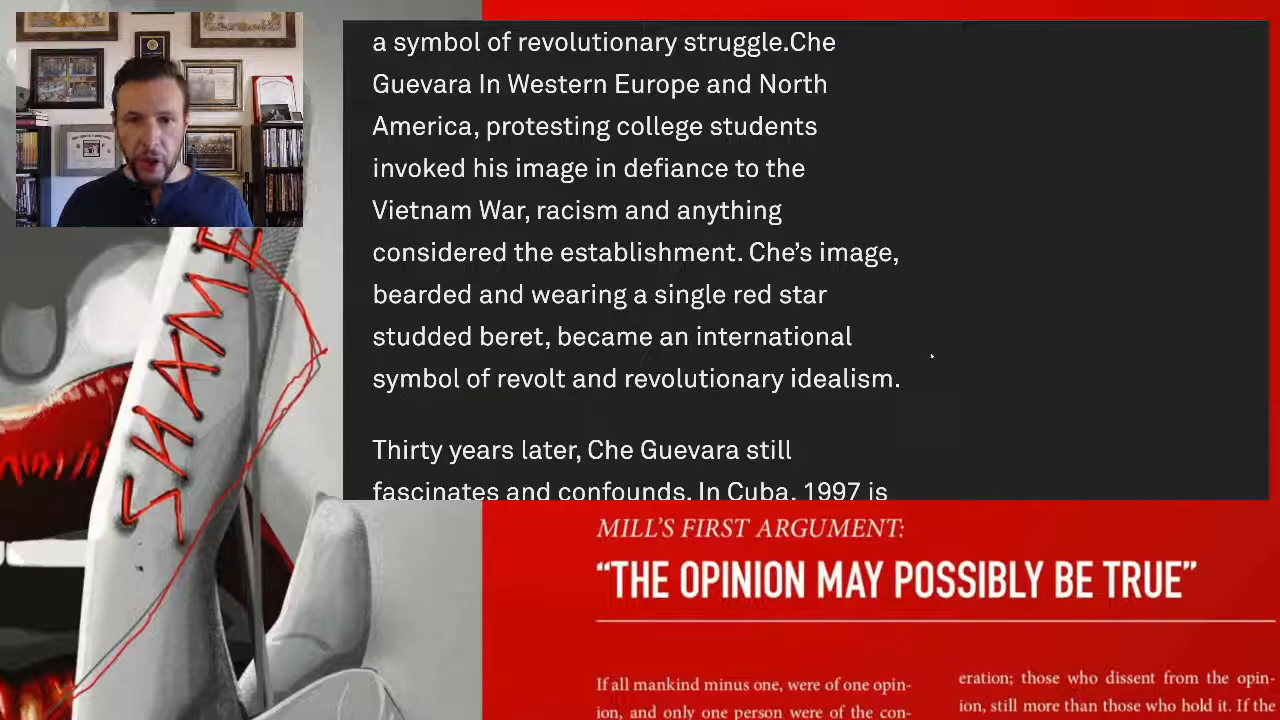 a symbol of revolutionary struggle.Che
Guevara In Western Europe and North
America, protesting college students
invoked his image in defiance to the
Vietnam War, racism and anything
considered the establishment. Che’s image,
bearded and wearing a single red star
studded beret, became an international
symbol of revolt and revolutionary idealism.
Thirty years later, Che Guevara still
fascinates and confounds. In Cuba, 1997 is
SHAME
MILL’S FIRST ARGUMENT:
“THE OPINION MAY POSSIBLY BE TRUE”
If all mankind minus one, were of one opin-
ion, and only one person were of the con-
eration; those who dissent from the opin-
ion, still more than those who hold it. If the